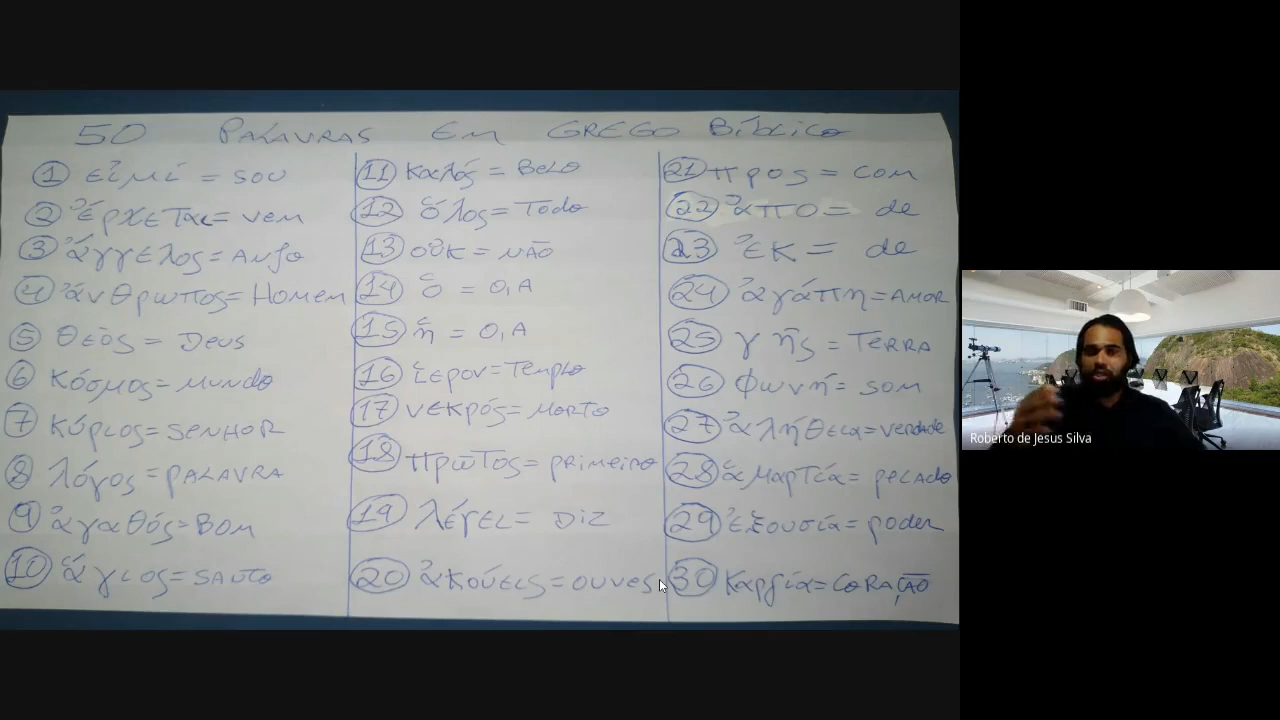 50 PALAVRAS EM GREGO BÍBLICO
1 εἰμί = SOU
2 ἔρχεται = vem
3 ἄγγελος = ANJO
4 ἄνθρωπος = HOMEM
5 θεὸς = DEUS
6 κόσμος = MUNDO
7 κύριος = SENHOR
8 λόγος = PALAVRA
9 ἀγαθός = BOM
10 ἅγιος = SANTO
11 καλός = BELO
12 ὅλος = TODO
13 οὐκ = NÃO
14 ὅ = O, A
15 ἥ = O, A
16 ἱερον = TEMPLO
17 νεκρός = MORTO
18 πρῶτος = PRIMEIRO
19 λέγει = DIZ
20 ἀκούεις = OUVES
21 προς = COM
22 ἀπο = de
23 ἐκ = de
24 ἀγάπη = AMOR
25 γῆς = TERRA
26 φωνή = SOM
27 ἀλήθεια = VERDADE
28 ἁμαρτία = PECADO
29 ἐξουσία = PODER
30 καρδία = CORAÇÃO
Roberto de Jesus Silva